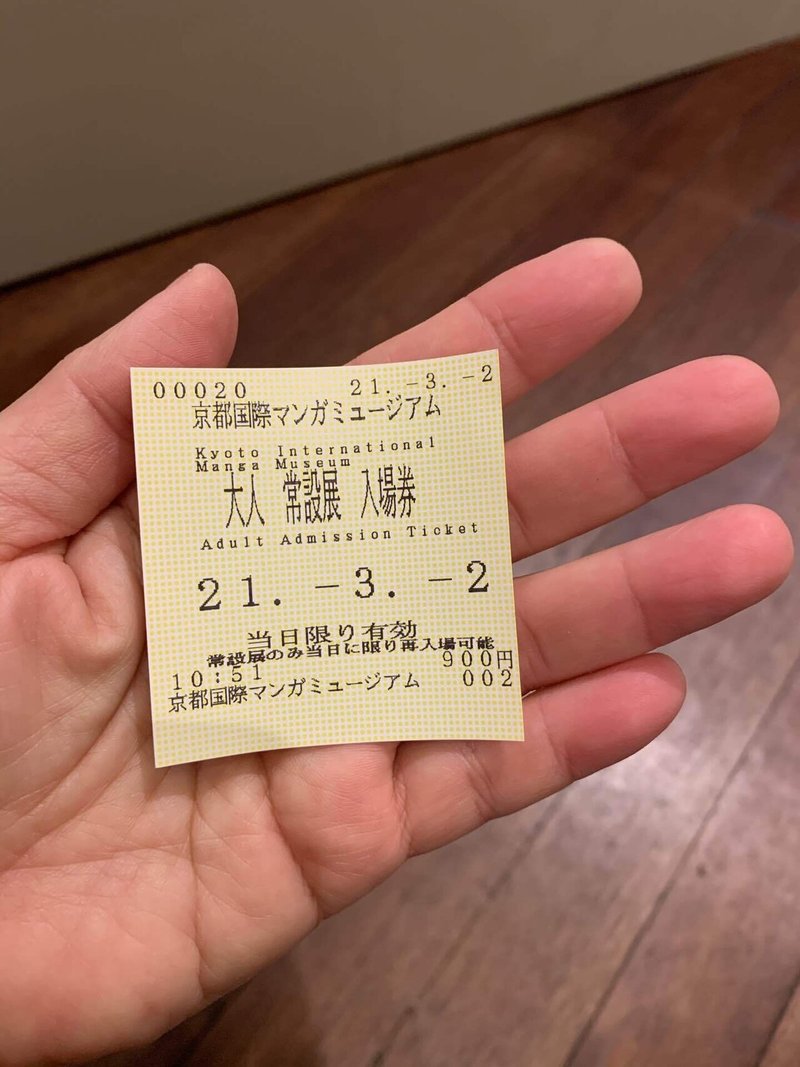 00020 21.-3.-2
京都国際マンガミュージアム
Kyoto International
Manga Museum
大人 常設展 入場券
Adult Admission Ticket
21.-3.-2
当日限り有効
常設展のみ当日に限り再入場可能
900円
10:51 002
京都国際マンガミュージアム